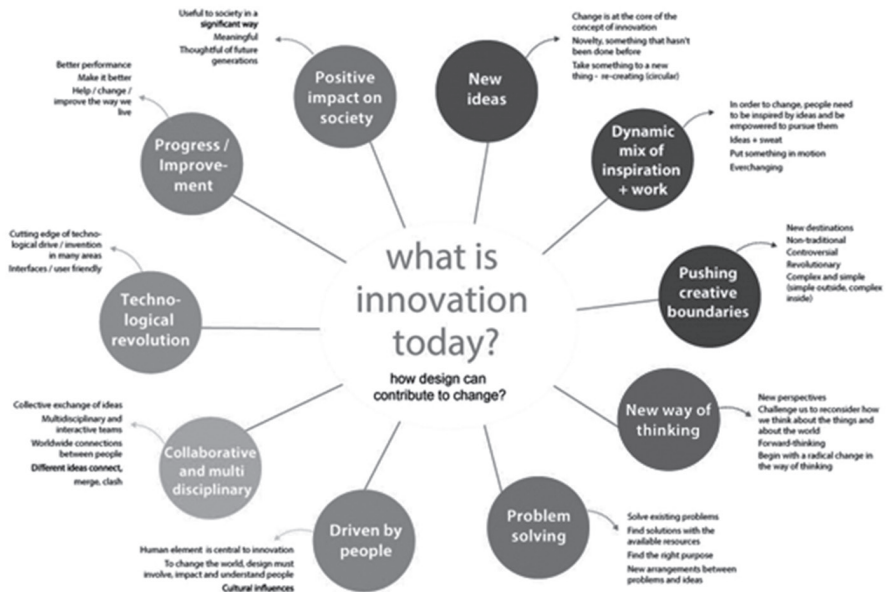 what is
innovation
today?
how design can
contribute to change?
New
ideas
Change is at the core of the
concept of innovation
Novelty, something that hasn't
been done before
Take something to a new
thing - re-creating (circular)
Dynamic
mix of
inspiration
+ work
In order to change, people need
to be inspired by ideas and be
empowered to pursue them
Ideas + sweat
Put something in motion
Everchanging
Pushing
creative
boundaries
New destinations
Non-traditional
Controversial
Revolutionary
Complex and simple
(simple outside, complex
inside)
New way of
thinking
New perspectives
Challenge us to reconsider how
we think about the things and
about the world
Forward-thinking
Begin with a radical change in
the way of thinking
Problem
solving
Solve existing problems
Find solutions with the
available resources
Find the right purpose
New arrangements between
problems and ideas
Driven by
people
Human element is central to innovation
To change the world, design must
involve, impact and understand people
Cultural influences
Collaborative
and multi
disciplinary
Collective exchange of ideas
Multidisciplinary and
interactive teams
Worldwide connections
between people
Different ideas connect,
merge, clash
Techno-
logical
revolution
Cutting edge of techno-
logical drive / invention
in many areas
Interfaces / user friendly
Progress /
Improve-
ment
Better performance
Make it better
Help / change /
improve the way we
live
Positive
impact on
society
Useful to society in a
significant way
Meaningful
Thoughtful of future
generations